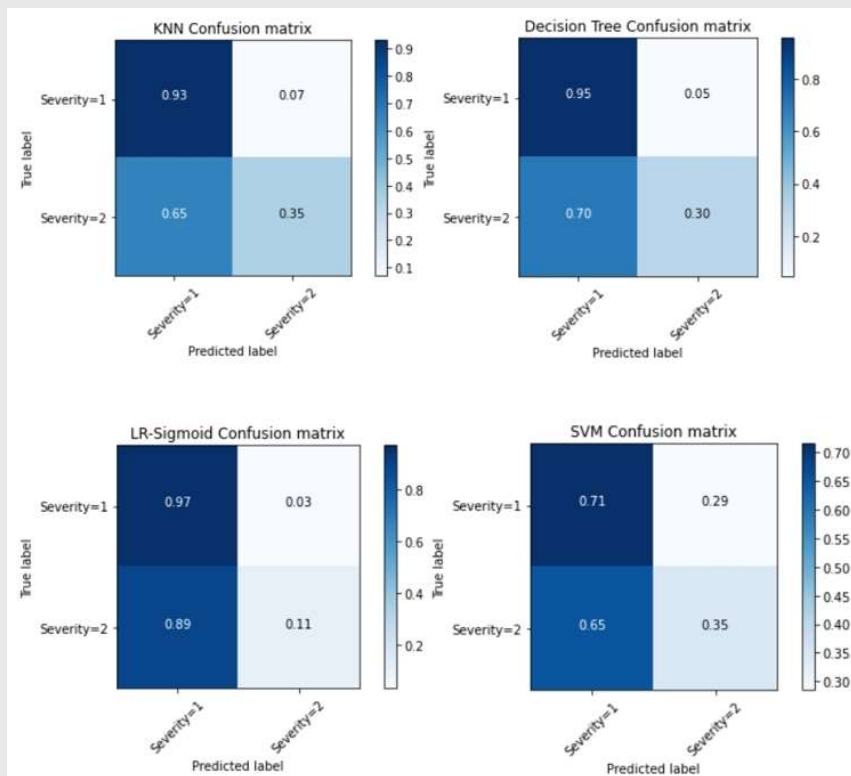 KNN Confusion matrix
Severity=1
Severity=2
True label
0.93
0.07
0.65
0.35
0.9
0.8
0.7
0.6
0.5
0.4
0.3
0.2
0.1
Severity=1
Severity=2
Predicted label
Decision Tree Confusion matrix
Severity=1
Severity=2
True label
0.95
0.05
0.70
0.30
0.8
0.6
0.4
0.2
Severity=1
Severity=2
Predicted label
LR-Sigmoid Confusion matrix
Severity=1
Severity=2
True label
0.97
0.03
0.89
0.11
0.8
0.6
0.4
0.2
Severity=1
Severity=2
Predicted label
SVM Confusion matrix
Severity=1
Severity=2
True label
0.71
0.29
0.65
0.35
0.70
0.65
0.60
0.55
0.50
0.45
0.40
0.35
0.30
Severity=1
Severity=2
Predicted label